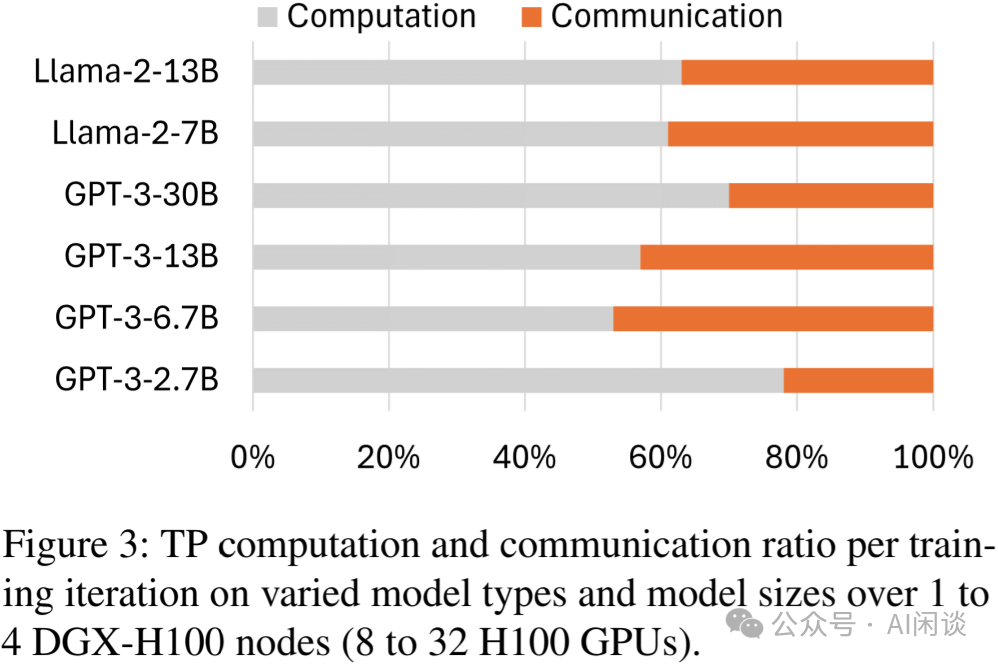 Computation Communication
Llama-2-13B
Llama-2-7B
GPT-3-30B
GPT-3-13B
GPT-3-6.7B
GPT-3-2.7B
0% 20% 40% 60% 80% 100%
Figure 3: TP computation and communication ratio per train-
ing iteration on varied model types and model sizes over 1 to
4 DGX-H100 nodes (8 to 32 H100 GPUs).
公众号 · AI闲谈